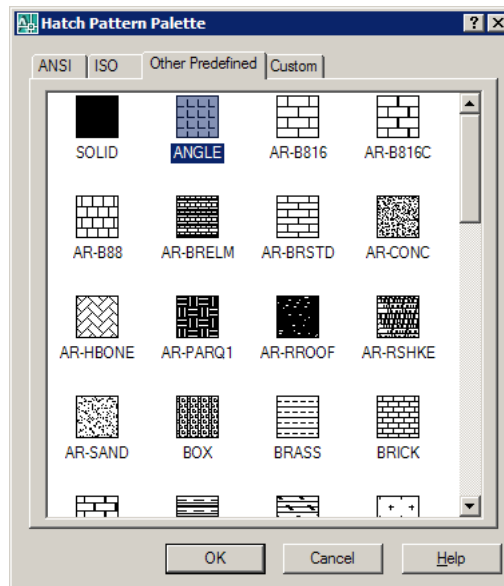 Hatch Pattern Palette
ANSI ISO Other Predefined Custom
SOLID ANGLE AR-B816 AR-B816C
AR-B88 AR-BRELM AR-BRSTD AR-CONC
AR-HBONE AR-PARQ1 AR-RROOF AR-RSHKE
AR-SAND BOX BRASS BRICK
OK Cancel Help